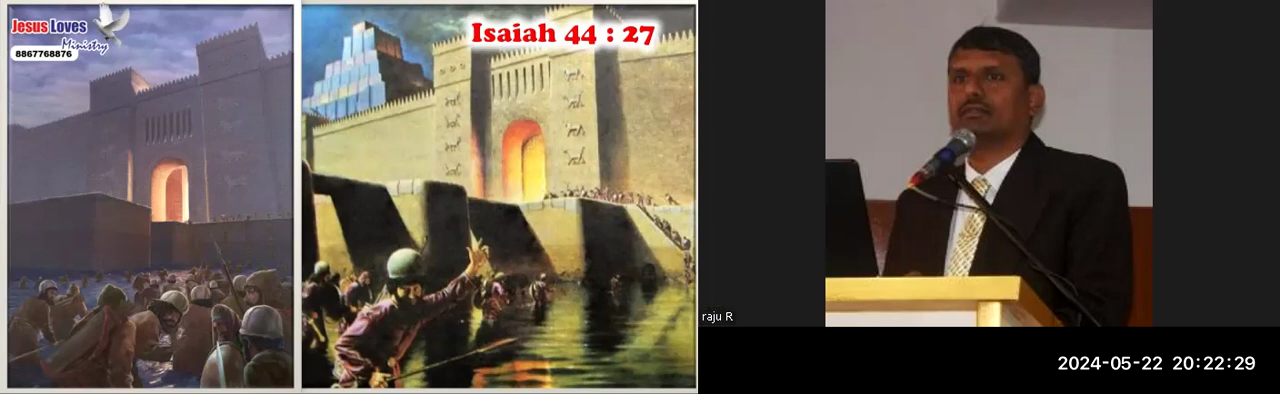 Jesus Loves
Ministry
8867768876
Isaiah 44 : 27
raju R
2024-05-22 20:22:29